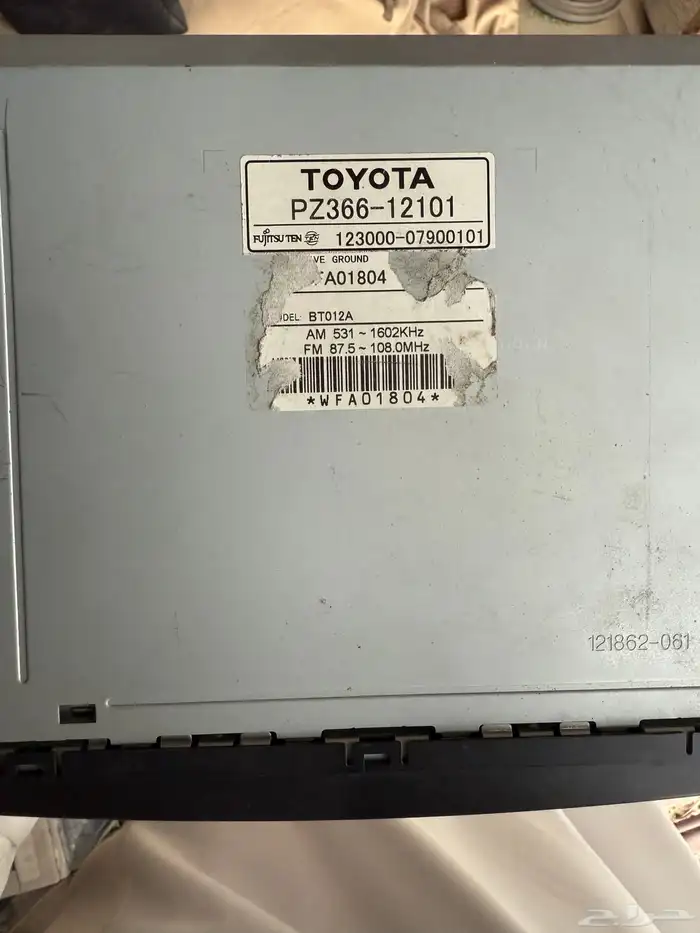 TOYOTA
PZ366-12101
FUJITSU TEN 123000-07900101
VE GROUND
FA01804
DEL: BT012A
AM 531~1602KHz
FM 87.5~108.0MHz
*WFA01804*
121862-061
حراج